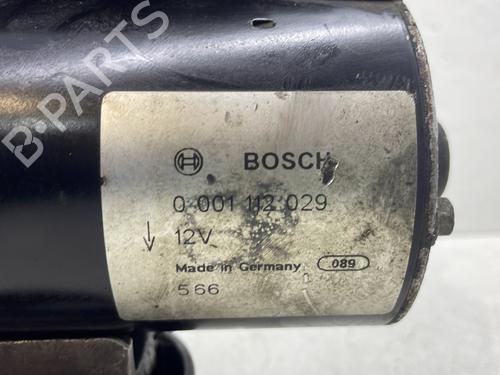 B-PARTS
BOSCH
0 001 112 029
12V
Made in Germany 089
566